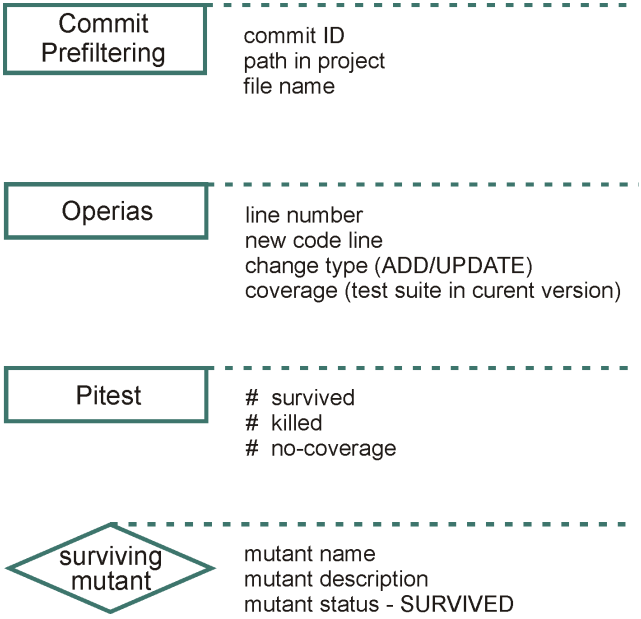 Commit
Prefiltering
commit ID
path in project
file name
Operias
line number
new code line
change type (ADD/UPDATE)
coverage (test suite in curent version)
Pitest
# survived
# killed
# no-coverage
surviving
mutant
mutant name
mutant description
mutant status - SURVIVED